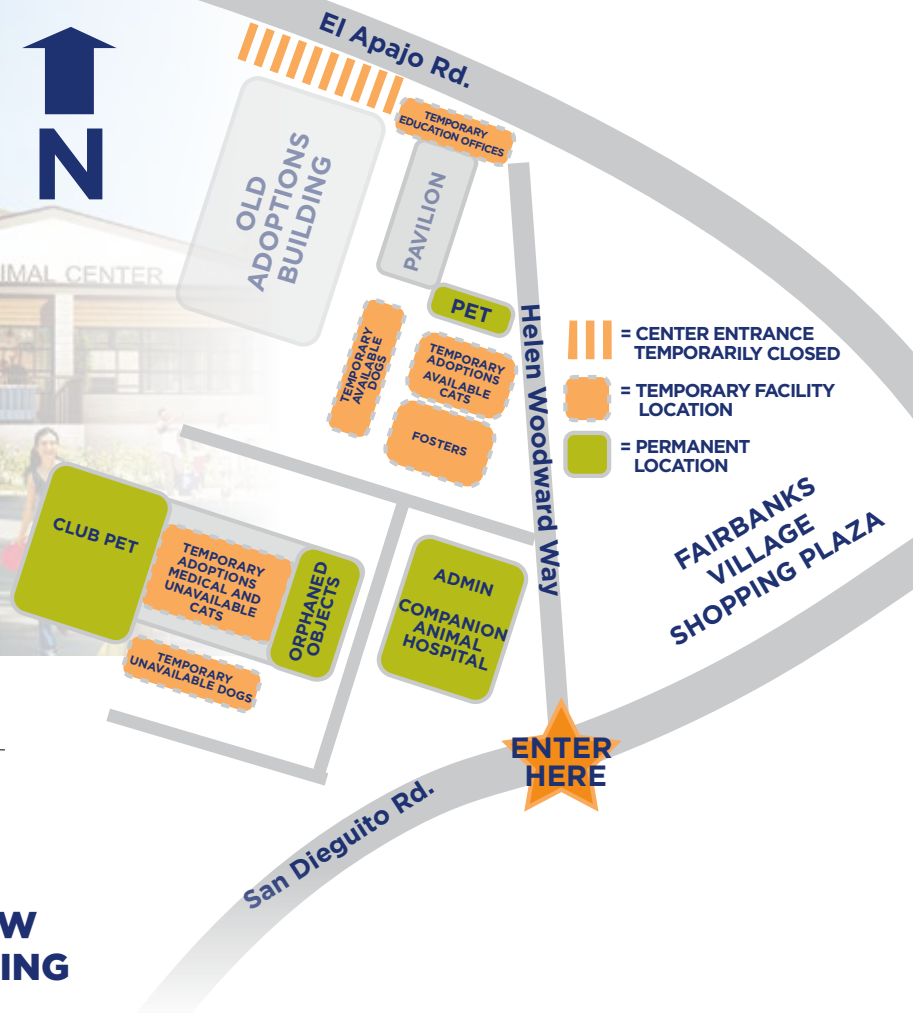 El Apajo Rd.
N
TEMPORARY
EDUCATION OFFICES
OLD
ADOPTIONS
BUILDING
PAVILION
IMAL CENTER
PET
TEMPORARY
AVAILABLE
DOGS
TEMPORARY
ADOPTIONS
AVAILABLE
CATS
FOSTERS
Helen Woodward Way
= CENTER ENTRANCE
TEMPORARILY CLOSED
= TEMPORARY FACILITY
LOCATION
= PERMANENT
LOCATION
FAIRBANKS
VILLAGE
SHOPPING PLAZA
CLUB PET
TEMPORARY
ADOPTIONS
MEDICAL AND
UNAVAILABLE
CATS
ORPHANED
OBJECTS
ADMIN
COMPANION
ANIMAL
HOSPITAL
TEMPORARY
UNAVAILABLE DOGS
ENTER
HERE
San Dieguito Rd.
W
ING